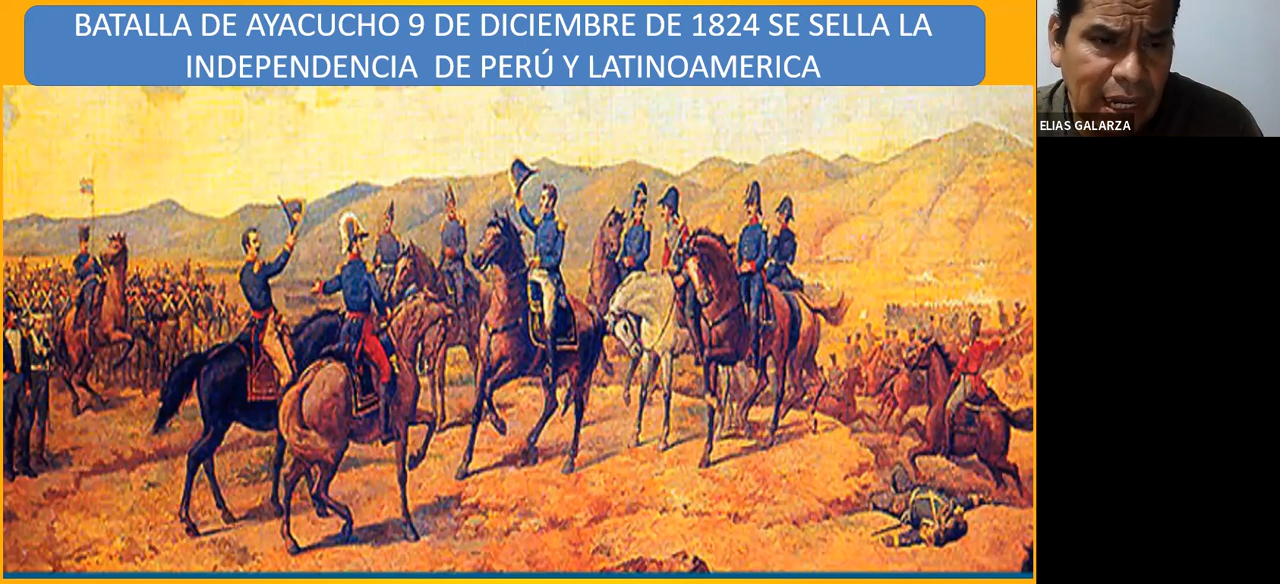 BATALLA DE AYACUCHO 9 DE DICIEMBRE DE 1824 SE SELLA LA
INDEPENDENCIA DE PERÚ Y LATINOAMERICA
ELIAS GALARZA